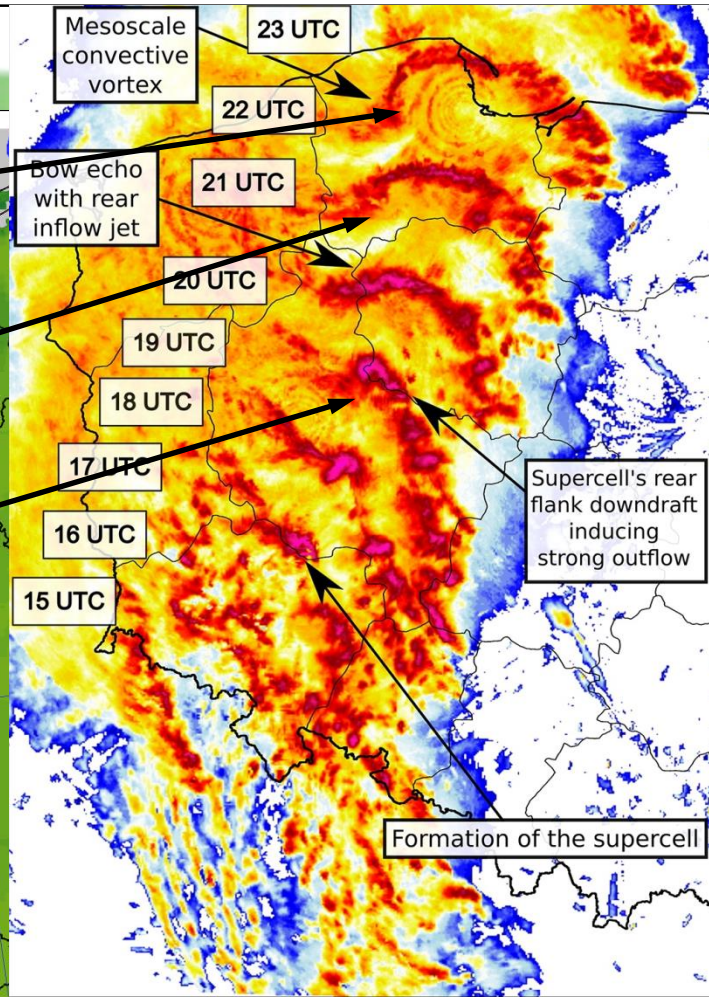 Mesoscale
convective
vortex
23 UTC
22 UTC
Bow echo
with rear
inflow jet
21 UTC
20 UTC
19 UTC
18 UTC
17 UTC
Supercell's rear
flank downdraft
inducing
strong outflow
16 UTC
15 UTC
Formation of the supercell